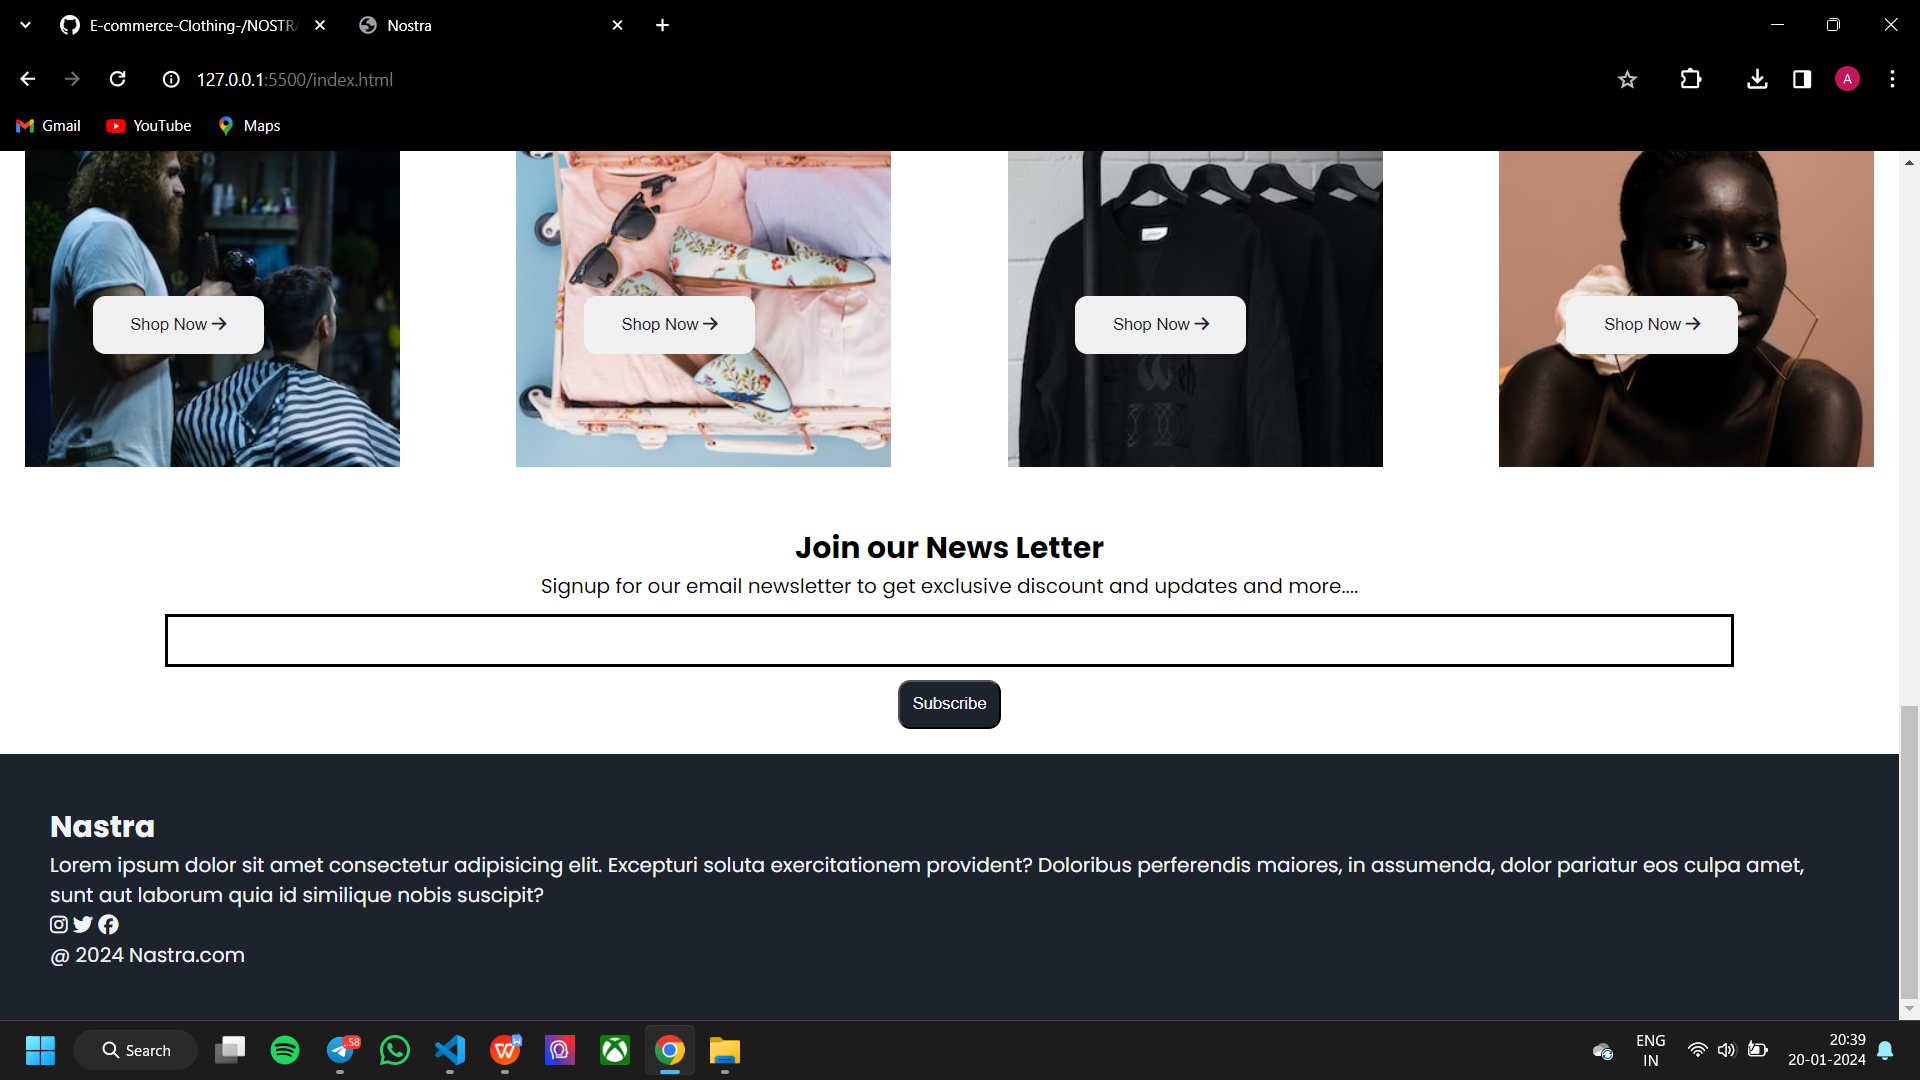 E-commerce-Clothing-/NOSTRA
Nostra
127.0.0.1:5500/index.html
A
Gmail
YouTube
Maps
Shop Now
Shop Now
Shop Now
Shop Now
Join our News Letter
Signup for our email newsletter to get exclusive discount and updates and more....
Subscribe
Nastra
Lorem ipsum dolor sit amet consectetur adipisicing elit. Excepturi soluta exercitationem provident? Doloribus perferendis maiores, in assumenda, dolor pariatur eos culpa amet,
sunt aut laborum quia id similique nobis suscipit?
@ 2024 Nastra.com
Search
58
ENG
IN
20:39
20-01-2024